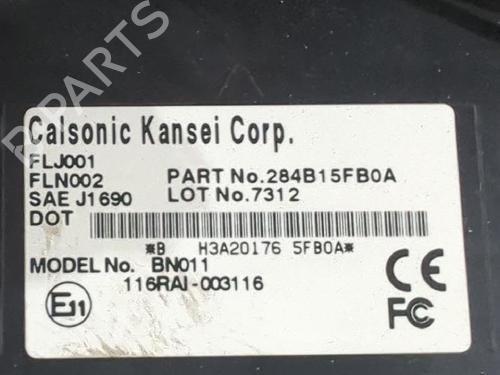 B-PARTS
Calsonic Kansei Corp.
FLJ001
FLN002 PART No.284B15FB0A
SAE J1690 LOT No.7312
DOT
*B H3A20176 5FB0A*
MODEL No. BN011
116RAI-003116
E11
CE
FC